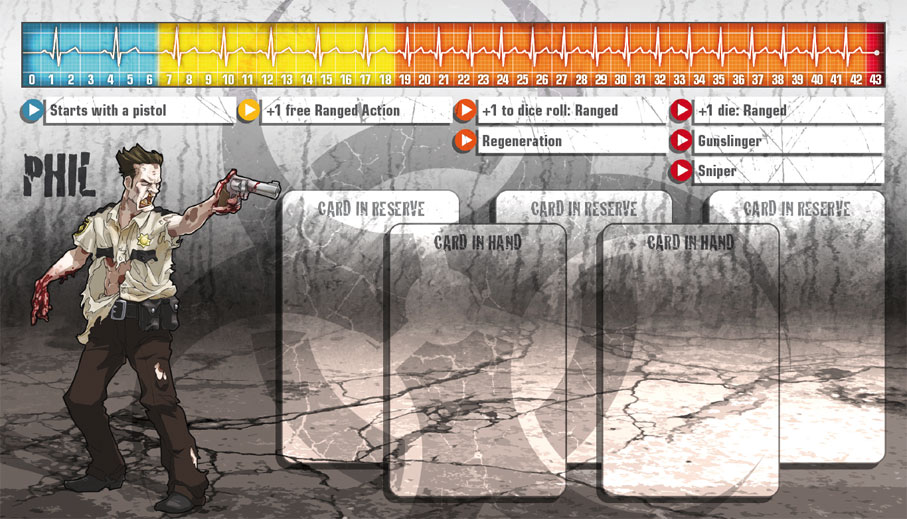 0 1 2 3 4 5 6 7 8 9 10 11 12 13 14 15 16 17 18 19 20 21 22 23 24 25 26 27 28 29 30 31 32 33 34 35 36 37 38 39 40 41 42 43
Starts with a pistol +1 free Ranged Action +1 to dice roll: Ranged +1 die: Ranged
Regeneration Gunslinger
PHIL
Sniper
CARD IN RESERVE CARD IN RESERVE CARD IN RESERVE
CARD IN HAND CARD IN HAND